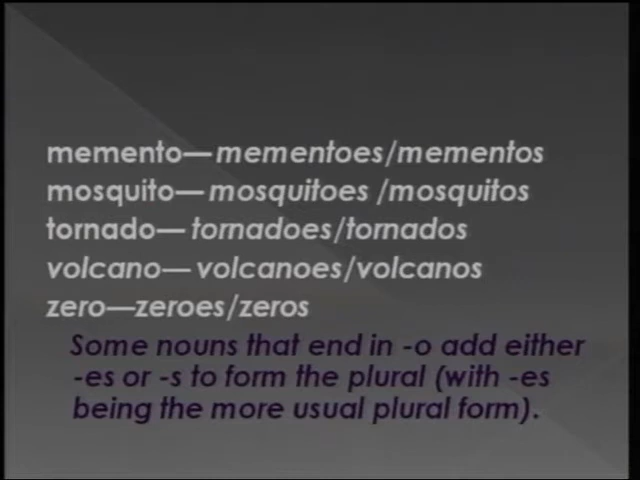 memento—mementoes/mementos
mosquito—mosquitoes /mosquitos
tornado—tornadoes/tornados
volcano—volcanoes/volcanos
zero—zeroes/zeros
Some nouns that end in -o add either
-es or -s to form the plural (with -es
being the more usual plural form).